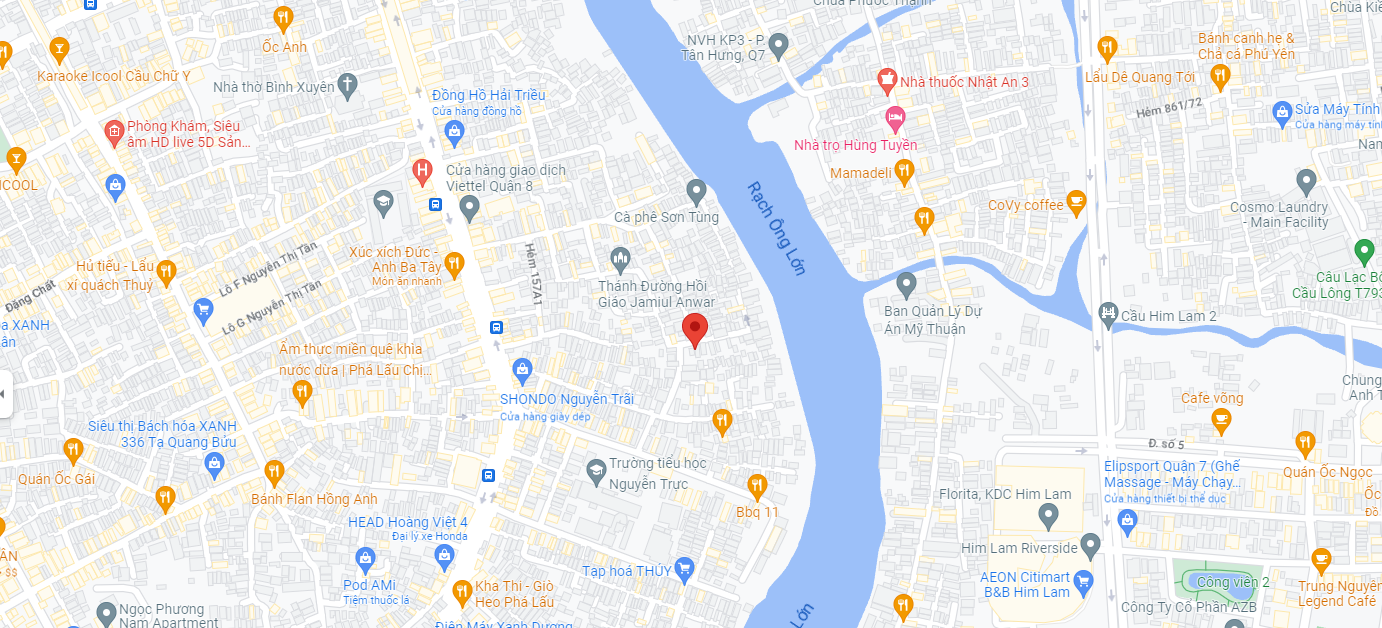 Chùa Phước Thành
Chùa Kiề
NVH KP3 - P.
Tân Hưng, Q7
Ốc Anh
Karaoke Icool Cầu Chữ Y
Nhà thờ Bình Xuyên
Đồng Hồ Hải Triều
Cửa hàng đồng hồ
Nhà thuốc Nhật An 3
Lẩu Dê Quang Tới
Bánh canh hẹ &
Chả cá Phú Yên
Hẻm 861/72
Sửa Máy Tính
Cửa hàng máy tính
Phòng Khám, Siêu
âm HD live 5D Sản...
Nhà trọ Hùng Tuyền
Nam
ICOOL
H
Cửa hàng giao dịch
Viettel Quận 8
Mamadeli
Rạch Ông Lớn
CoVy coffee
Cosmo Laundry
- Main Facility
Cà phê Sơn Tùng
Hủ tiếu - Lẩu
xí quách Thuỷ
Lô F Nguyễn Thị Tần
Xúc xích Đức -
Anh Ba Tây
Món ăn nhanh
Hẻm 157A1
Đặng Chất
Lô G Nguyễn Thị Tần
Thánh Đường Hồi
Giáo Jamiul Anwar
Câu Lạc Bộ
Cầu Lông T793
Ban Quản Lý Dự
Án Mỹ Thuận
Cầu Him Lam 2
a XANH
ân
Ẩm thực miền quê khìa
nước dừa | Phá Lấu Chị...
SHONDO Nguyễn Trãi
Cửa hàng giày dép
Chung
Anh T
Cafe võng
Siêu thị Bách hóa XANH
336 Tạ Quang Bửu
Đ. số 5
Quán Ốc Gái
Trường tiểu học
Nguyễn Trực
Elipsport Quận 7 (Ghế
Massage - Máy Chạy...
Cửa hàng thiết bị thể dục
Quán Ốc Ngọc
Bánh Flan Hồng Anh
Bbq 11
Florita, KDC Him Lam
Ốc
Đồ
HEAD Hoàng Việt 4
Đại lý xe Honda
Him Lam Riverside
ĂN
$$
Pod AMi
Tiệm thuốc lá
Tạp hoá THÚY
AEON Citimart
B&B Him Lam
Công viên 2
Kha Thi - Giò
Heo Phá Lấu
Trung Nguyên
Legend Café
Ngọc Phương
Nam Apartment
Lớn
Công Ty Cổ Phần AZB
Điện Máy Xanh Dương